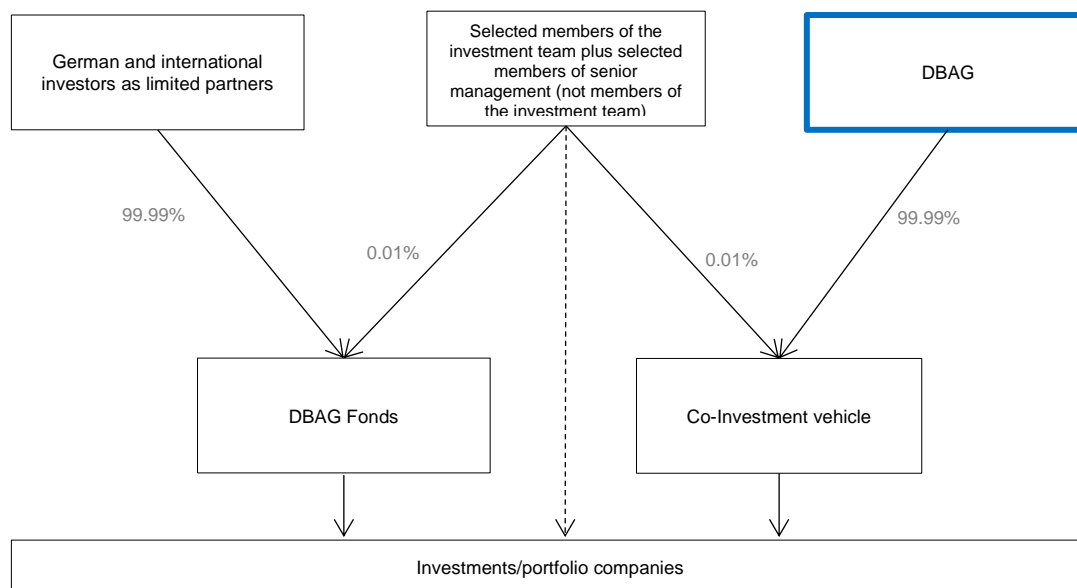 German and international
investors as limited partners
Selected members of the
investment team plus selected
members of senior
management (not members of
the investment team)
DBAG
99.99%
0.01%
0.01%
99.99%
DBAG Fonds
Co-Investment vehicle
Investments/portfolio companies